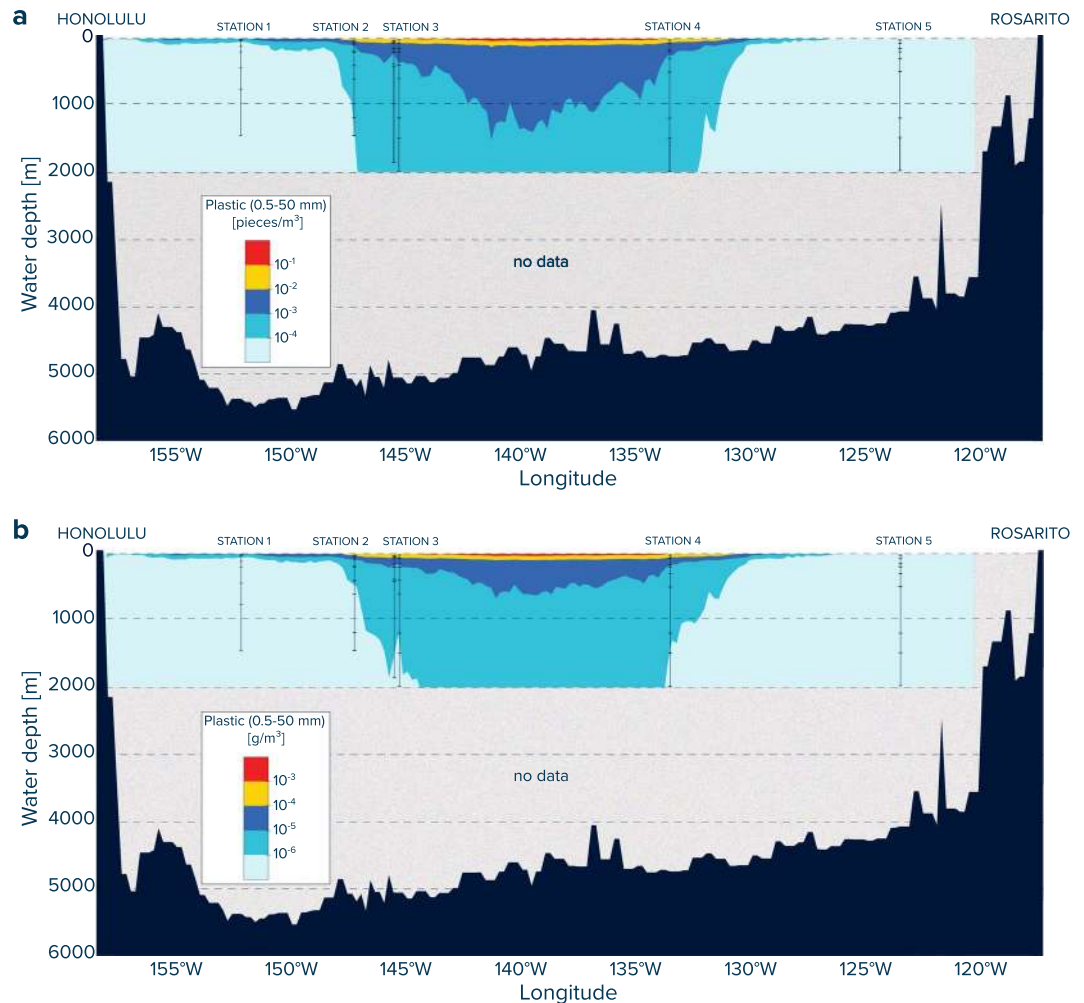 a
HONOLULU
ROSARITO
STATION 1
STATION 2
STATION 3
STATION 4
STATION 5
0
1000
2000
3000
4000
5000
6000
Water depth [m]
Plastic (0.5-50 mm)
[pieces/m³]
10⁻¹
10⁻²
10⁻³
10⁻⁴
no data
155°W
150°W
145°W
140°W
135°W
130°W
125°W
120°W
Longitude
b
HONOLULU
ROSARITO
STATION 1
STATION 2
STATION 3
STATION 4
STATION 5
0
1000
2000
3000
4000
5000
6000
Water depth [m]
Plastic (0.5-50 mm)
[g/m³]
10⁻³
10⁻⁴
10⁻⁵
10⁻⁶
no data
155°W
150°W
145°W
140°W
135°W
130°W
125°W
120°W
Longitude